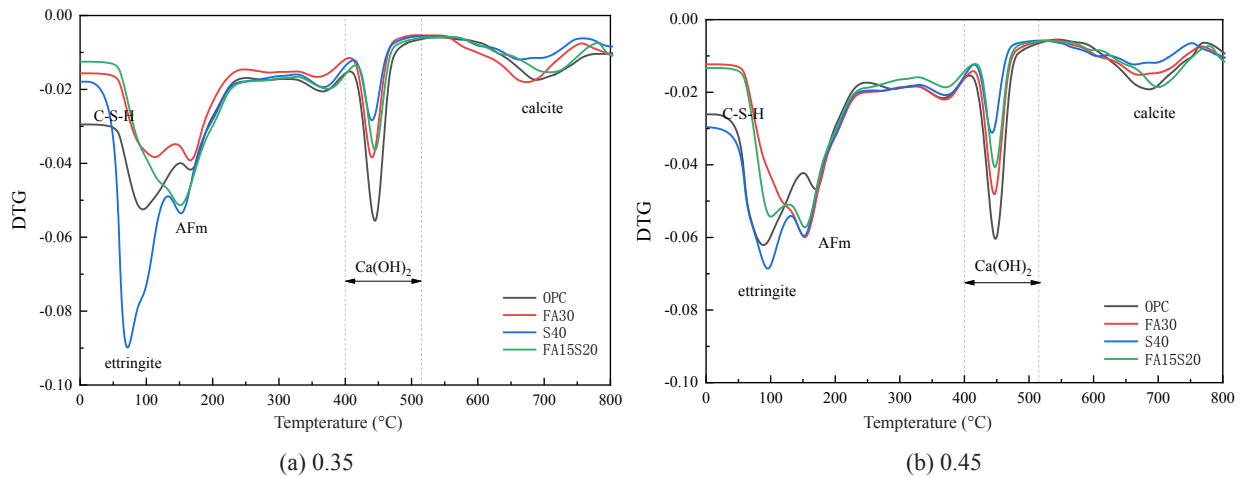 0.00
-0.02
-0.04
-0.06
-0.08
-0.10
DTG
C-S-H
AFm
ettringite
Ca(OH)2
calcite
OPC
FA30
S40
FA15S20
0 100 200 300 400 500 600 700 800
Tempterature (°C)
(a) 0.35
0.00
-0.02
-0.04
-0.06
-0.08
-0.10
DTG
C-S-H
AFm
ettringite
Ca(OH)2
calcite
OPC
FA30
S40
FA15S20
0 100 200 300 400 500 600 700 800
Tempterature (°C)
(b) 0.45